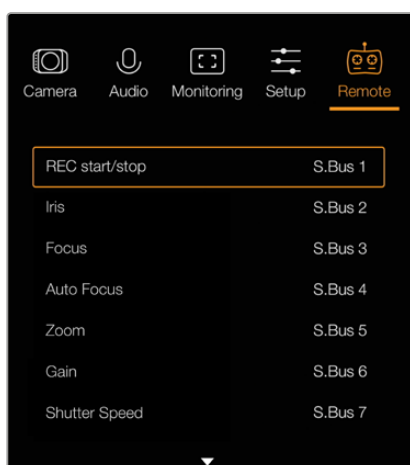 Camera Audio Monitoring Setup Remote
REC start/stop S.Bus 1
Iris S.Bus 2
Focus S.Bus 3
Auto Focus S.Bus 4
Zoom S.Bus 5
Gain S.Bus 6
Shutter Speed S.Bus 7